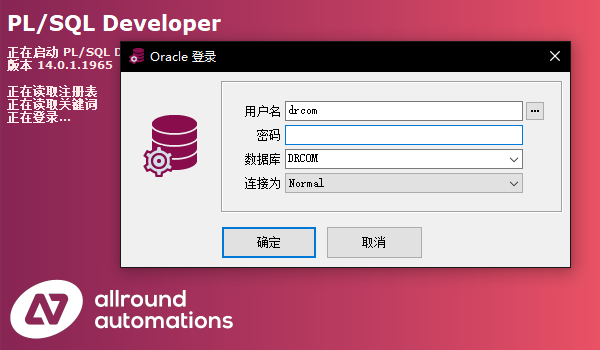 PL/SQL Developer
正在启动 PL/SQL D
版本 14.0.1.1965
正在读取注册表
正在读取关键词
正在登录...
Oracle 登录
用户名 drcom ...
密码
数据库 DRCOM
连接为 Normal
确定 取消
allround
automations